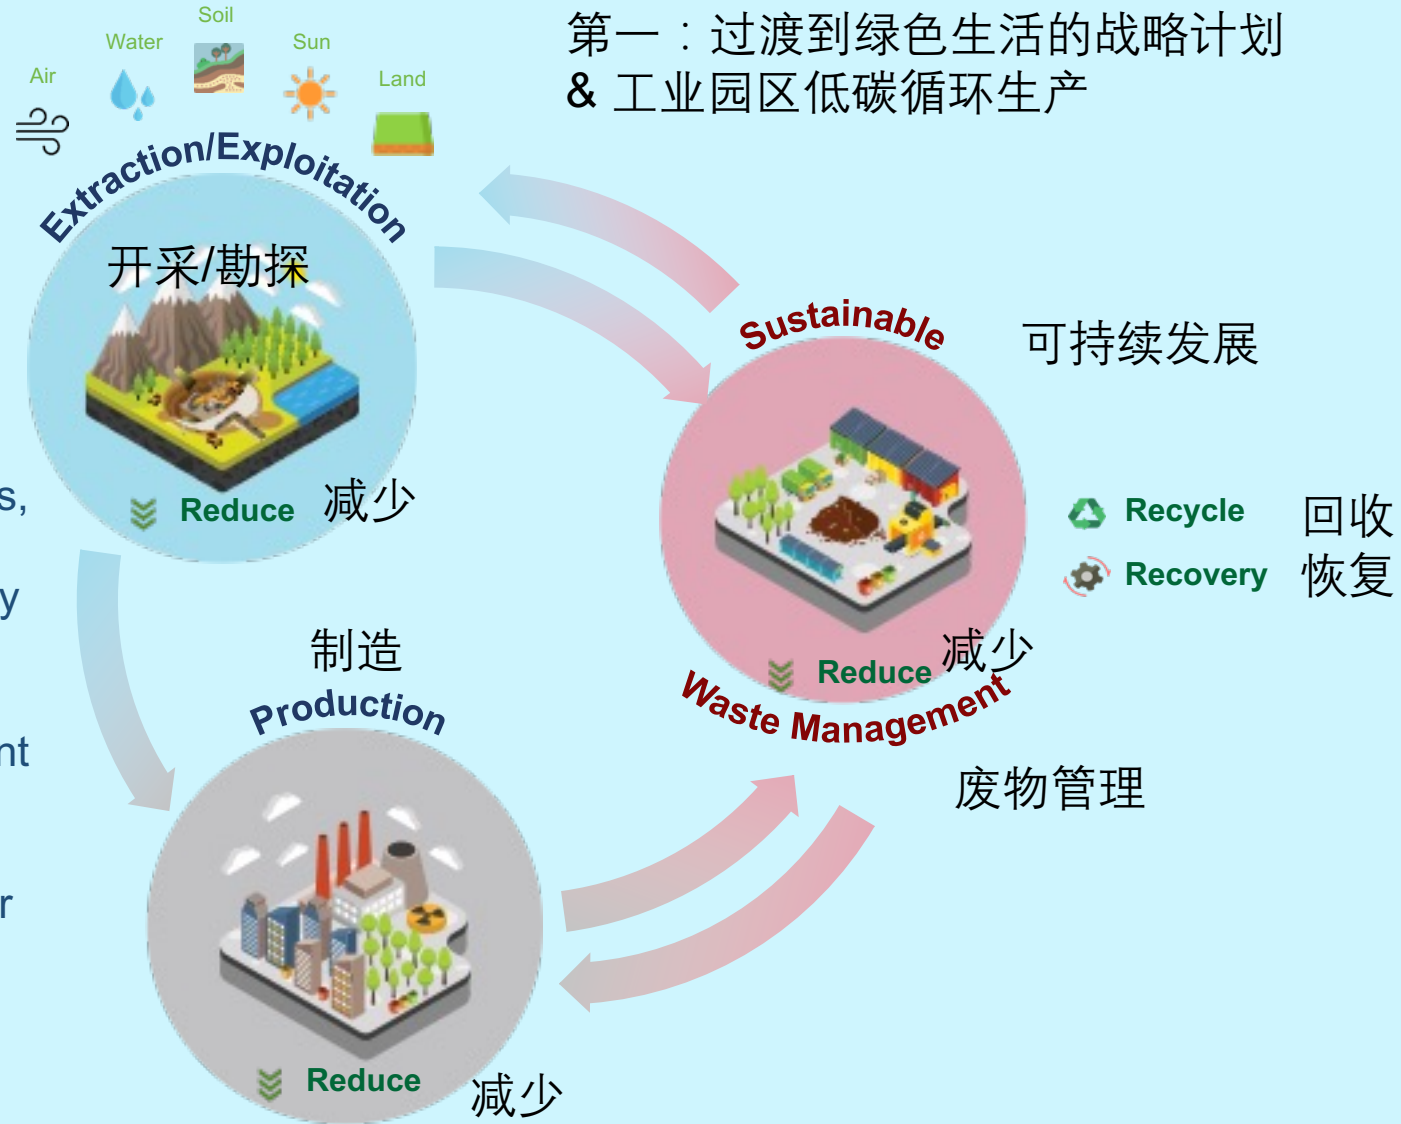 第一：过渡到绿色生活的战略计划
& 工业园区低碳循环生产
Soil
Water
Sun
Air
Land
Extraction/Exploitation
开采/勘探
Reduce 减少
Sustainable
可持续发展
Recycle 回收
Recovery 恢复
Reduce 减少
Waste Management
废物管理
制造
Production
Reduce 减少